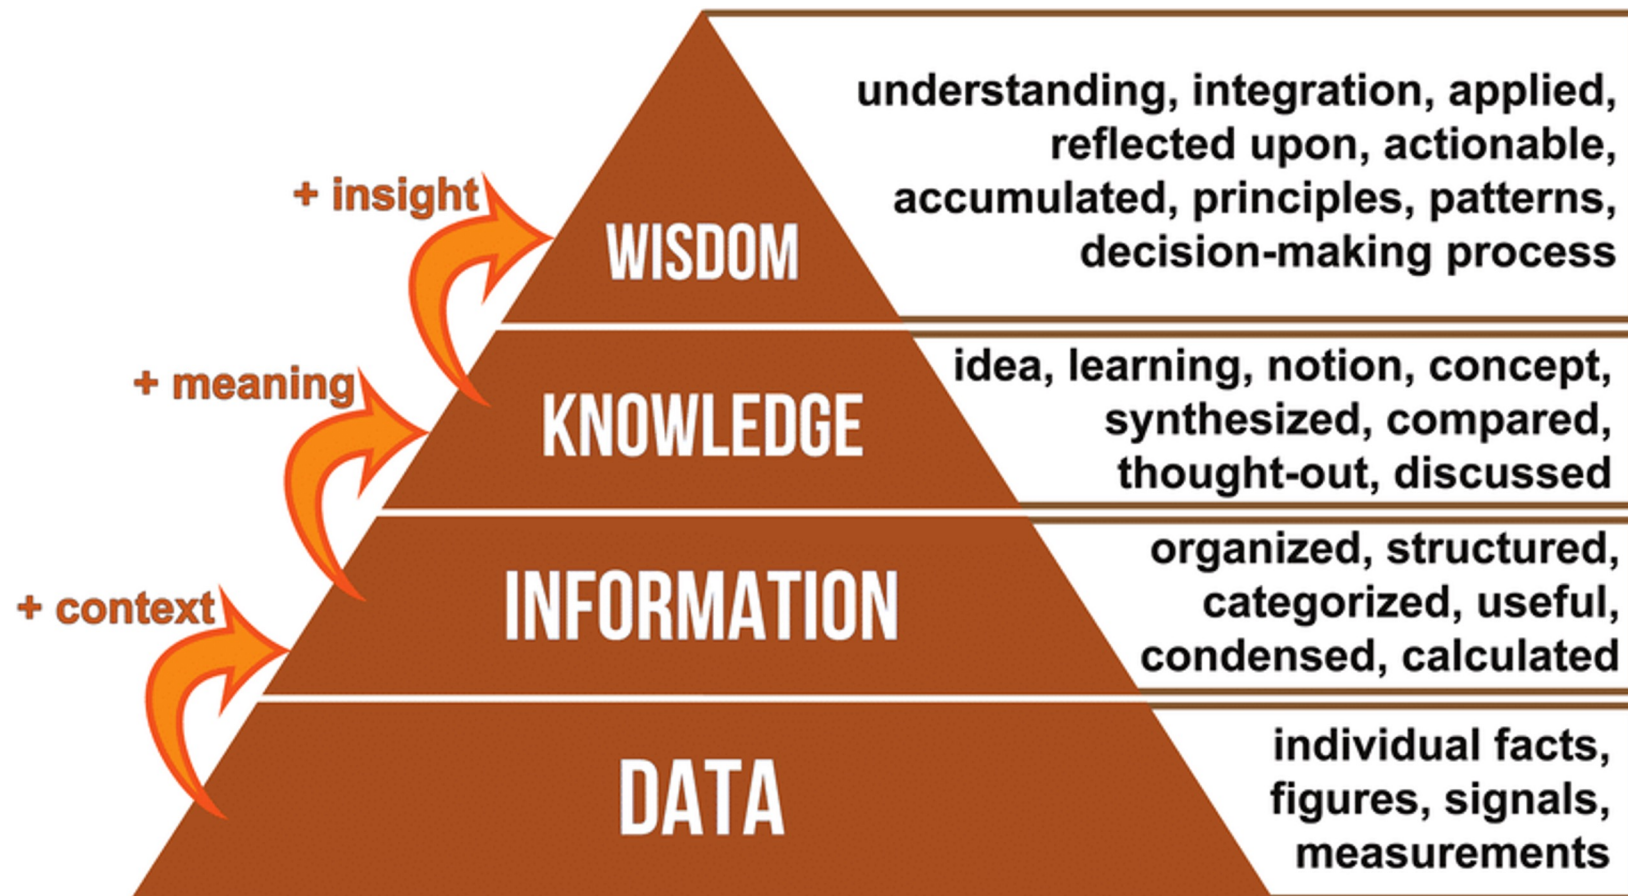 understanding, integration, applied,
reflected upon, actionable,
accumulated, principles, patterns,
decision-making process
+ insight
WISDOM
idea, learning, notion, concept,
synthesized, compared,
thought-out, discussed
+ meaning
KNOWLEDGE
organized, structured,
categorized, useful,
condensed, calculated
+ context
INFORMATION
individual facts,
figures, signals,
measurements
DATA